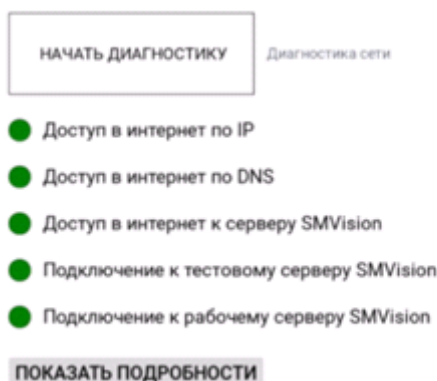 НАЧАТЬ ДИАГНОСТИКУ Диагностика сети
Доступ в интернет по IP
Доступ в интернет по DNS
Доступ в интернет к серверу SMVision
Подключение к тестовому серверу SMVision
Подключение к рабочему серверу SMVision
ПОКАЗАТЬ ПОДРОБНОСТИ